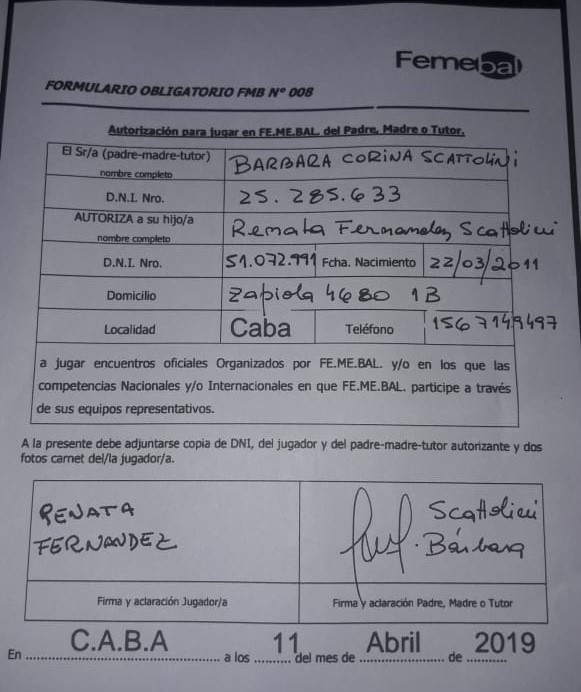 Femebal
FORMULARIO OBLIGATORIO FMB Nº 008
Autorización para jugar en FE.ME.BAL. del Padre, Madre o Tutor.
El Sr/a (padre-madre-tutor) nombre completo BARBARA CORINA SCATTOLINI
D.N.I. Nro. 25.285.633
AUTORIZA a su hijo/a nombre completo Renata Fernandez Scattolini
D.N.I. Nro. 51.072.991 Fcha. Nacimiento 22/03/2011
Domicilio Zapiola 4680 1B
Localidad Caba Teléfono 1567149497
a jugar encuentros oficiales Organizados por FE.ME.BAL. y/o en los que las
competencias Nacionales y/o Internacionales en que FE.ME.BAL. participe a través
de sus equipos representativos.
A la presente debe adjuntarse copia de DNI, del jugador y del padre-madre-tutor autorizante y dos
fotos carnet del/la jugador/a.
RENATA
FERNANDEZ
Scattolini
Bárbara
Firma y aclaración Jugador/a
Firma y aclaración Padre, Madre o Tutor
En C.A.B.A a los 11 del mes de Abril de 2019